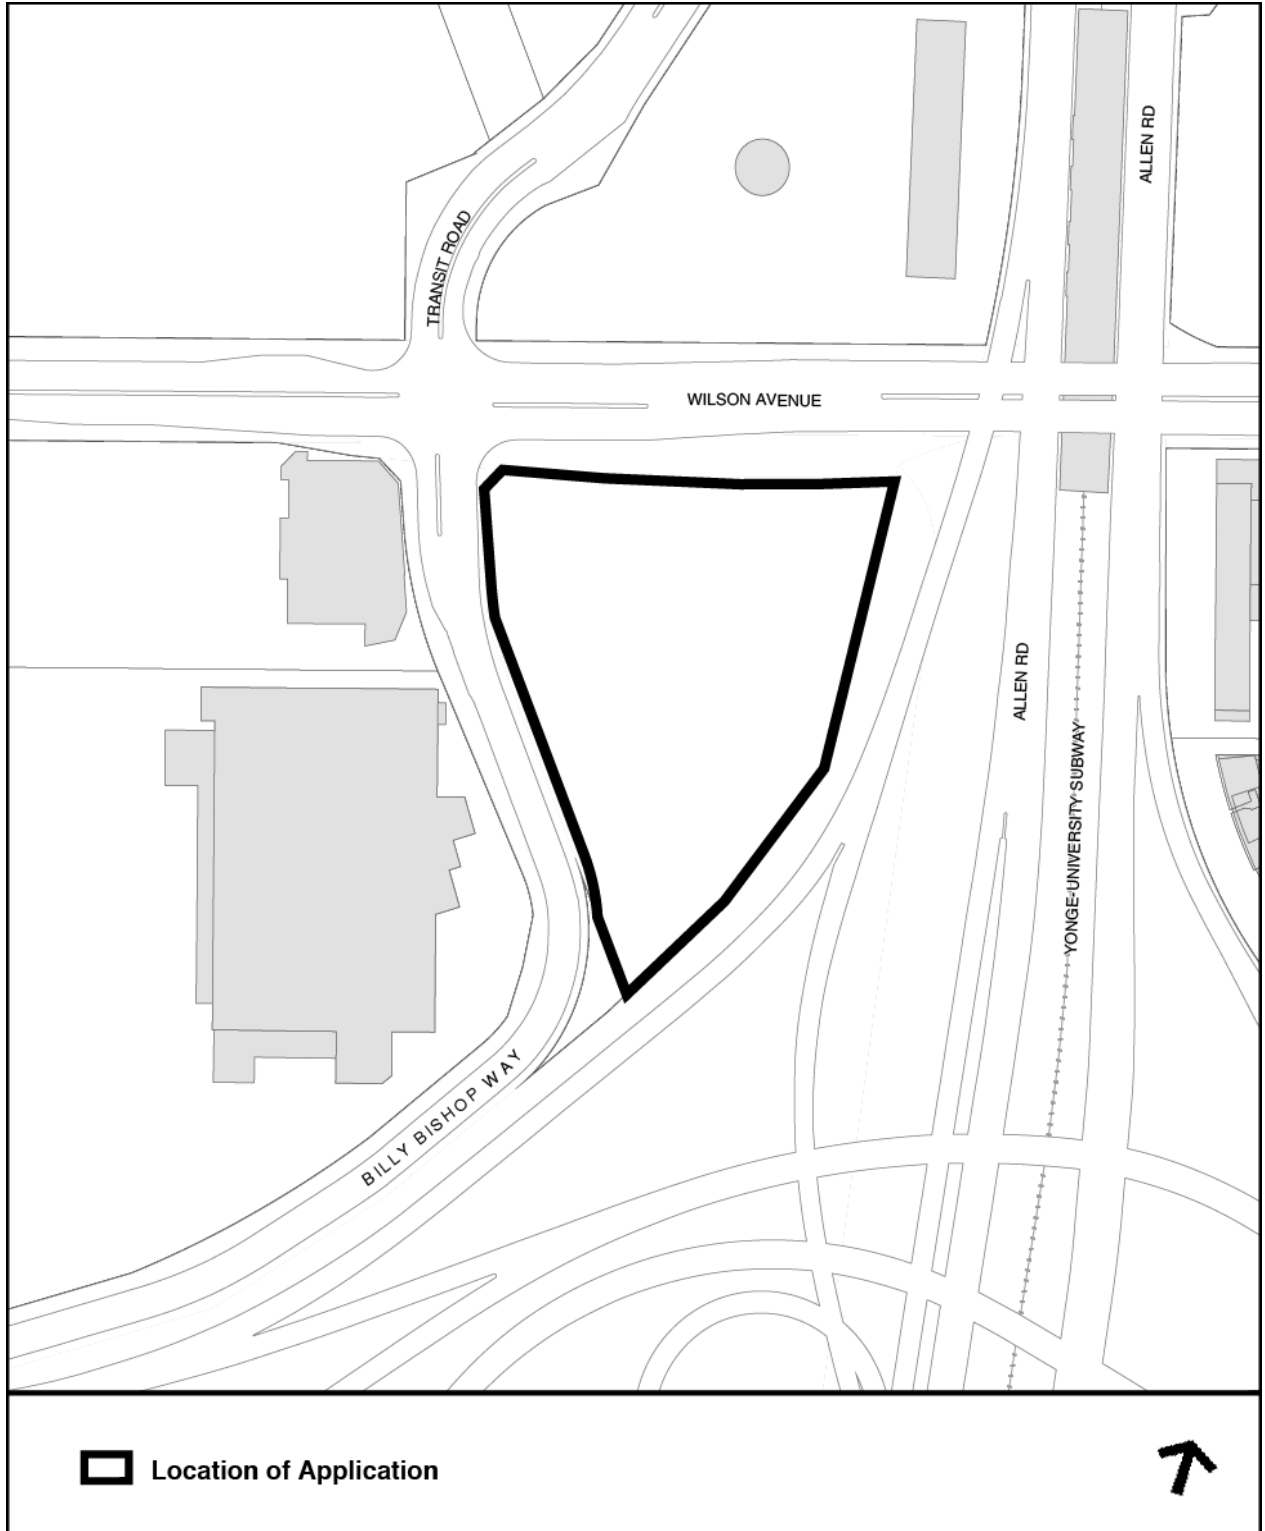 ALLEN RD
TRANSIT ROAD
WILSON AVENUE
ALLEN RD
YONGE-UNIVERSITY SUBWAY
BILLY BISHOP WAY
Location of Application